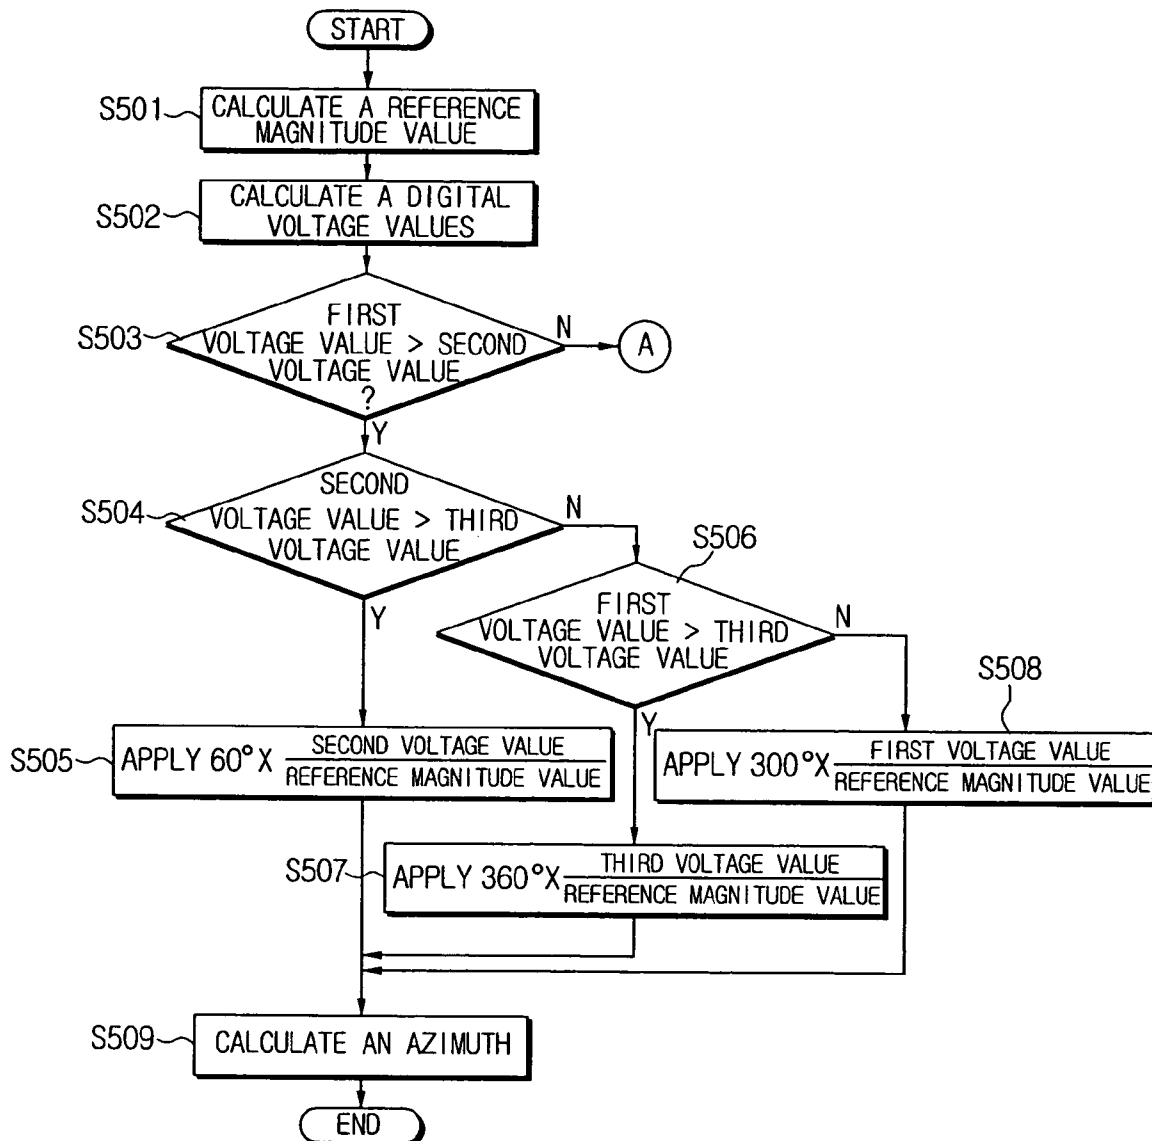 START
S501
CALCULATE A REFERENCE
MAGNITUDE VALUE
S502
CALCULATE A DIGITAL
VOLTAGE VALUES
S503
FIRST
VOLTAGE VALUE > SECOND
VOLTAGE VALUE
?
N
A
Y
S504
SECOND
VOLTAGE VALUE > THIRD
VOLTAGE VALUE
N
Y
S506
FIRST
VOLTAGE VALUE > THIRD
VOLTAGE VALUE
N
Y
S508
S505
APPLY 60°X SECOND VOLTAGE VALUE
REFERENCE MAGNITUDE VALUE
APPLY 300°X FIRST VOLTAGE VALUE
REFERENCE MAGNITUDE VALUE
S507
APPLY 360°X THIRD VOLTAGE VALUE
REFERENCE MAGNITUDE VALUE
S509
CALCULATE AN AZIMUTH
END